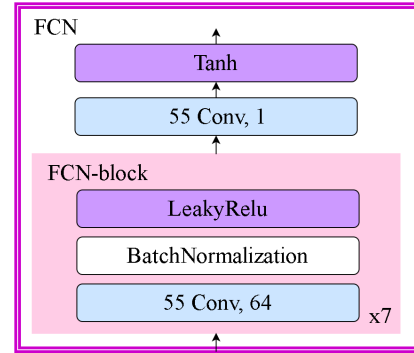 FCN
Tanh
55 Conv, 1
FCN-block
LeakyRelu
BatchNormalization
55 Conv, 64
x7